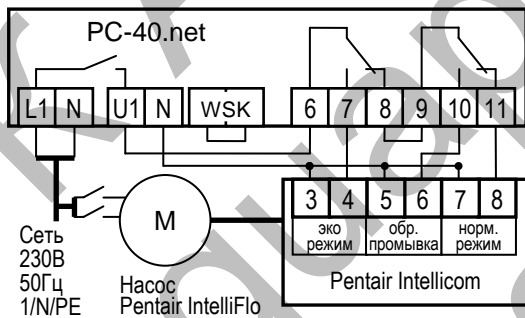 PC-40.net
L1 N U1 N WSK 6 7 8 9 10 11
3 4 5 6 7 8
эко режим
обр. промывка
норм. режим
M
Pentair Intellicom
Сеть
230В
50Гц
1/N/PE
Насос
Pentair IntelliFlo